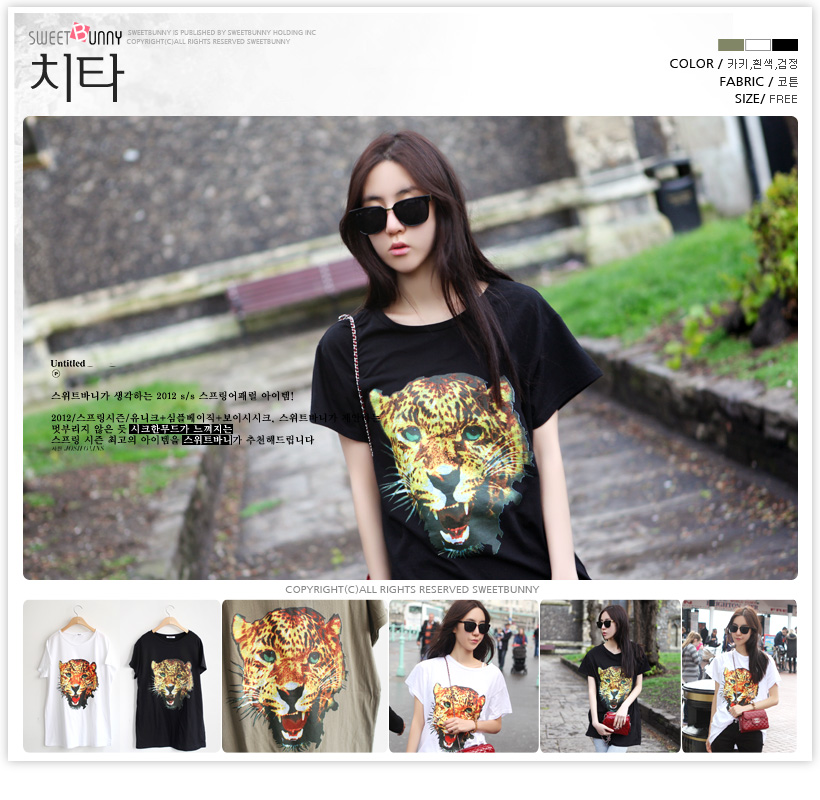 SWEETBUNNY
SWEETBUNNY IS PUBLISHED BY SWEETBUNNY HOLDING INC
COPYRIGHT(C)ALL RIGHTS RESERVED SWEETBUNNY
치타
COLOR / 카키,흰색,검정
FABRIC / 코튼
SIZE/ FREE
Untitled _ _
스위트바니가 생각하는 2012 s/s 스프링어패럴 아이템!
2012/스프링시즌/유니크+심플베이직+보이시시크, 스위트바니가
멋부리지 않은 듯 시크한무드가 느껴지는
스프링 시즌 최고의 아이템을 스위트바니가 추천해드립니다
COPYRIGHT(C)ALL RIGHTS RESERVED SWEETBUNNY